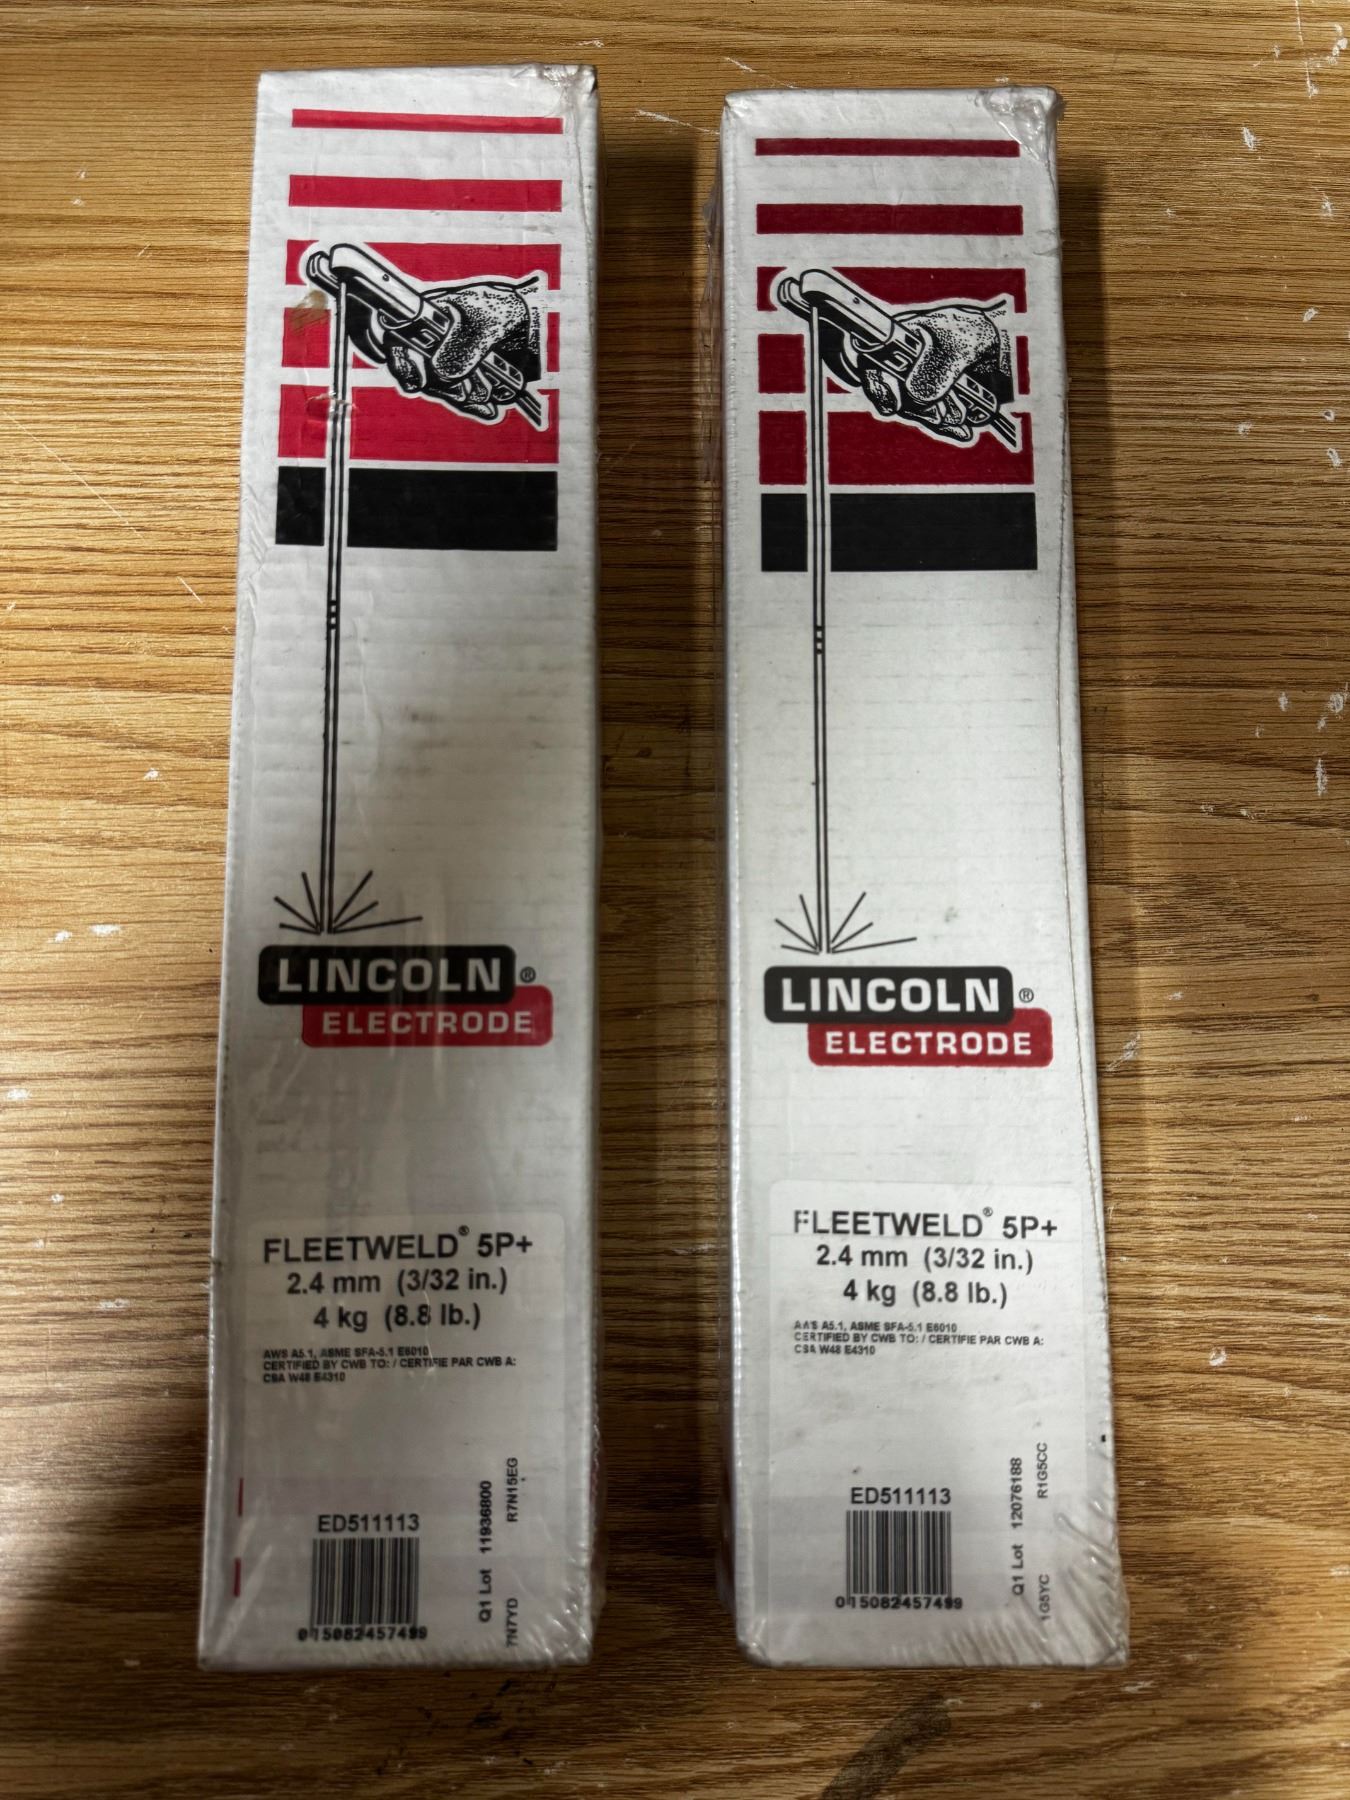 LINCOLN ®
ELECTRODE
FLEETWELD® 5P+
2.4 mm (3/32 in.)
4 kg (8.8 lb.)
AWS A5.1, ASME SFA-5.1 E6010
CERTIFIED BY CWB TO: / CERTIFIE PAR CWB A:
CSA W48 E4310
ED511113
015082457499
Q1 Lot 11936800
7N7YD R7N15EG
LINCOLN ®
ELECTRODE
FLEETWELD® 5P+
2.4 mm (3/32 in.)
4 kg (8.8 lb.)
AWS A5.1, ASME SFA-5.1 E6010
CERTIFIED BY CWB TO: / CERTIFIE PAR CWB A:
CSA W48 E4310
ED511113
015082457499
Q1 Lot 12076188
1G5YC R1G5CC